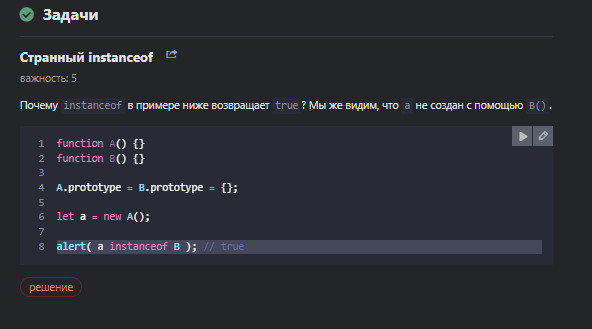 Задачи
Странный instanceof
важность: 5
Почему instanceof в примере ниже возвращает true? Мы же видим, что a не создан с помощью B().
1 function A() {}
2 function B() {}
3
4 A.prototype = B.prototype = {};
5
6 let a = new A();
7
8 alert( a instanceof B ); // true
решение